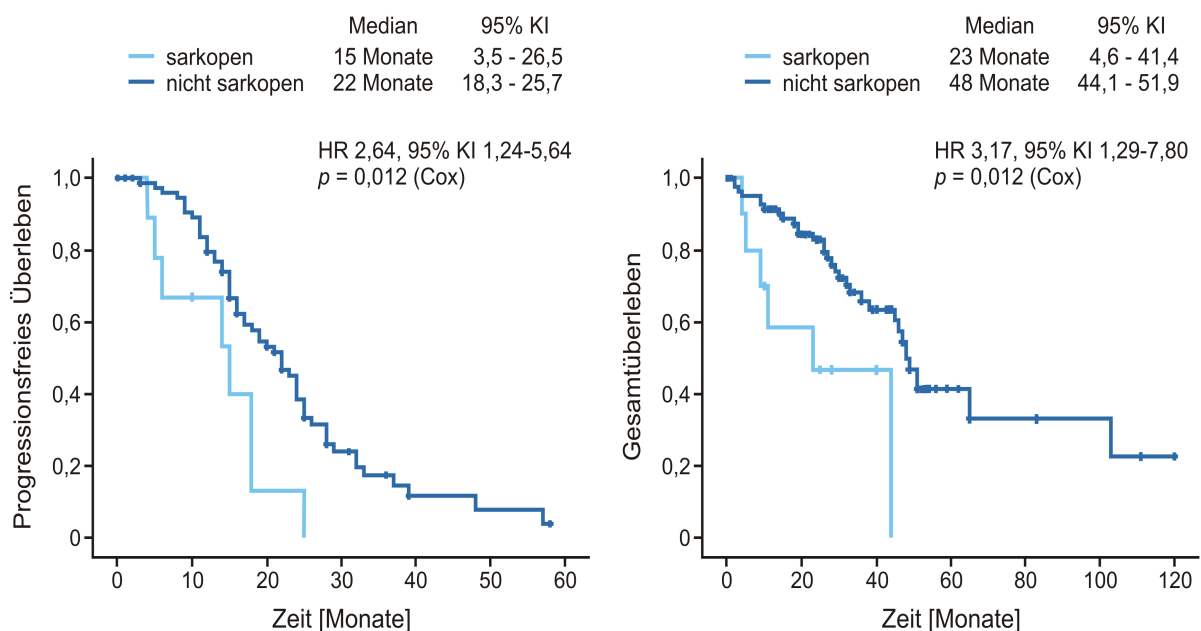 Median 95% KI
sarkopen 15 Monate 3,5 - 26,5
nicht sarkopen 22 Monate 18,3 - 25,7
HR 2,64, 95% KI 1,24-5,64
p = 0,012 (Cox)
Progressionsfreies Überleben
1,0
0,8
0,6
0,4
0,2
0
0 10 20 30 40 50 60
Zeit [Monate]
Median 95% KI
sarkopen 23 Monate 4,6 - 41,4
nicht sarkopen 48 Monate 44,1 - 51,9
HR 3,17, 95% KI 1,29-7,80
p = 0,012 (Cox)
Gesamtüberleben
1,0
0,8
0,6
0,4
0,2
0
0 20 40 60 80 100 120
Zeit [Monate]